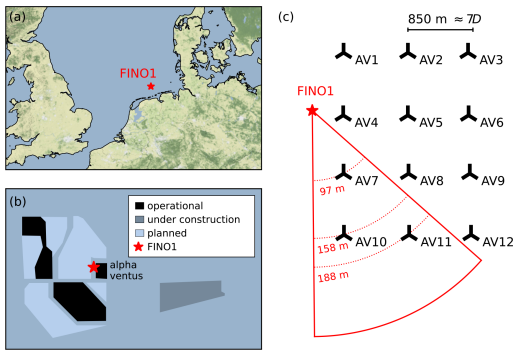 (a)
FINO1
(b)
operational
under construction
planned
FINO1
alpha
ventus
(c)
850 m ≈7D
AV1
AV2
AV3
FINO1
AV4
AV5
AV6
97 m
AV7
AV8
AV9
158 m
AV10
AV11
AV12
188 m